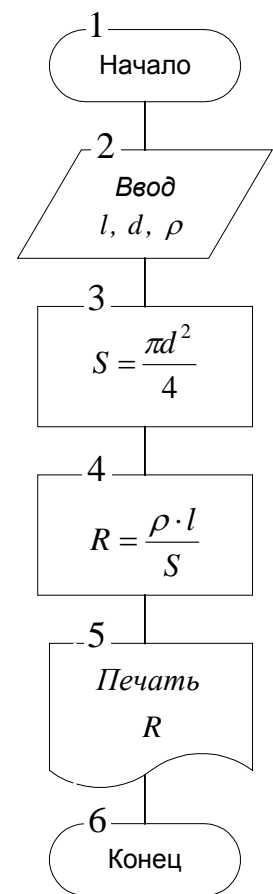 1
Начало
2
Ввод
l, d, ρ
3
S = πd²/4
4
R = ρ · l/S
5
Печать
R
6
Конец